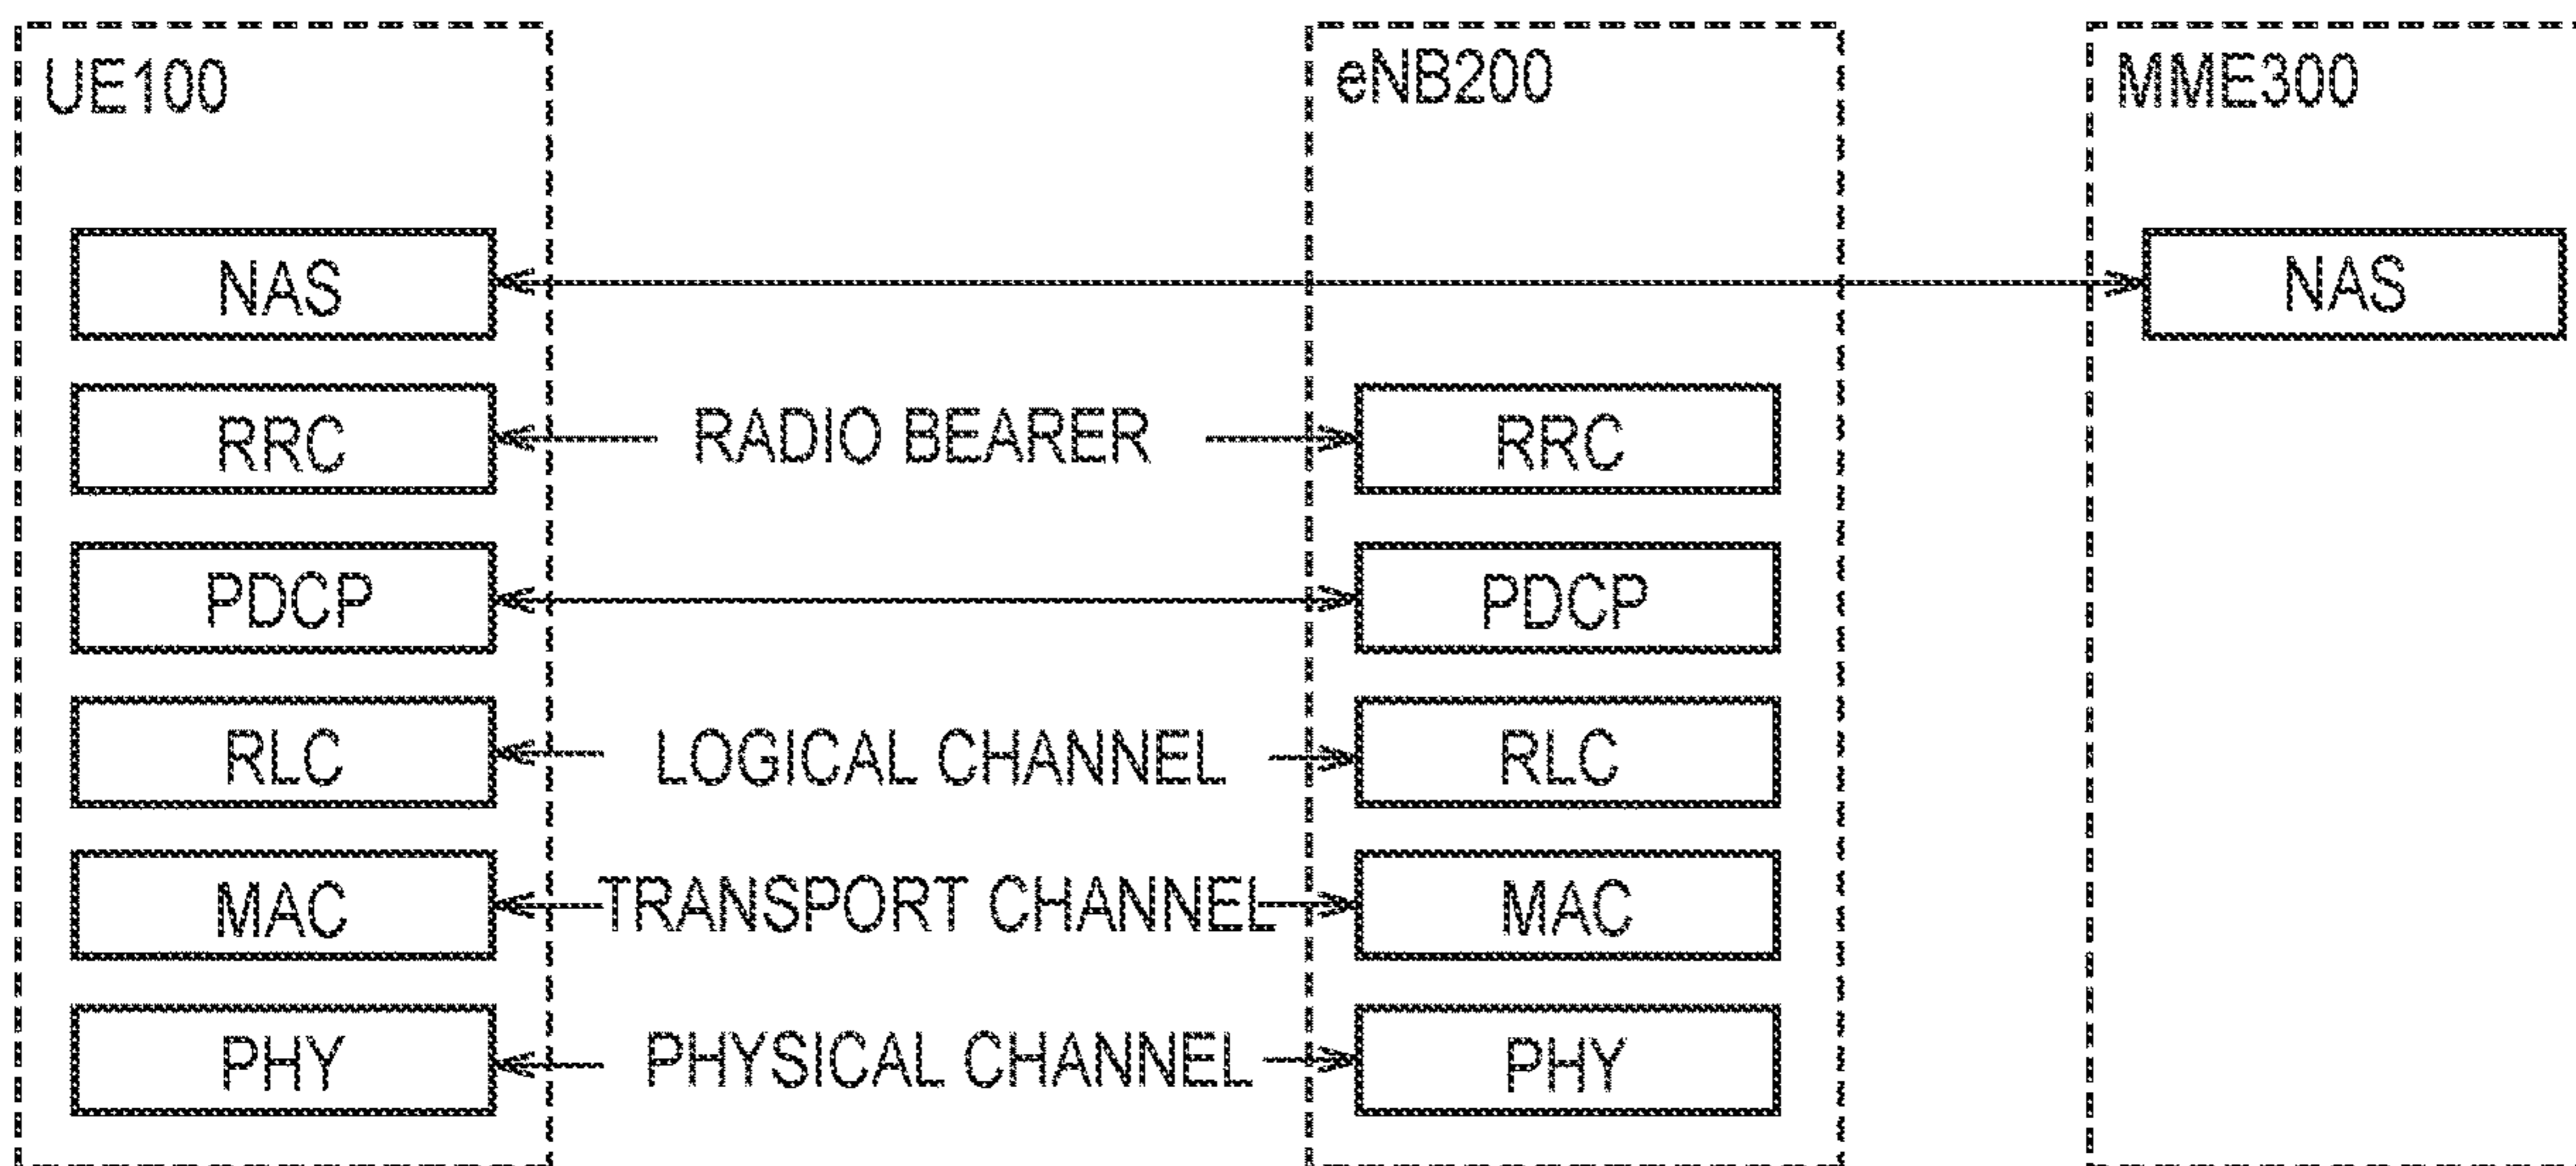 UE100 eNB200 MME300
NAS NAS
RRC RADIO BEARER RRC
PDCP PDCP
RLC LOGICAL CHANNEL RLC
MAC TRANSPORT CHANNEL MAC
PHY PHYSICAL CHANNEL PHY